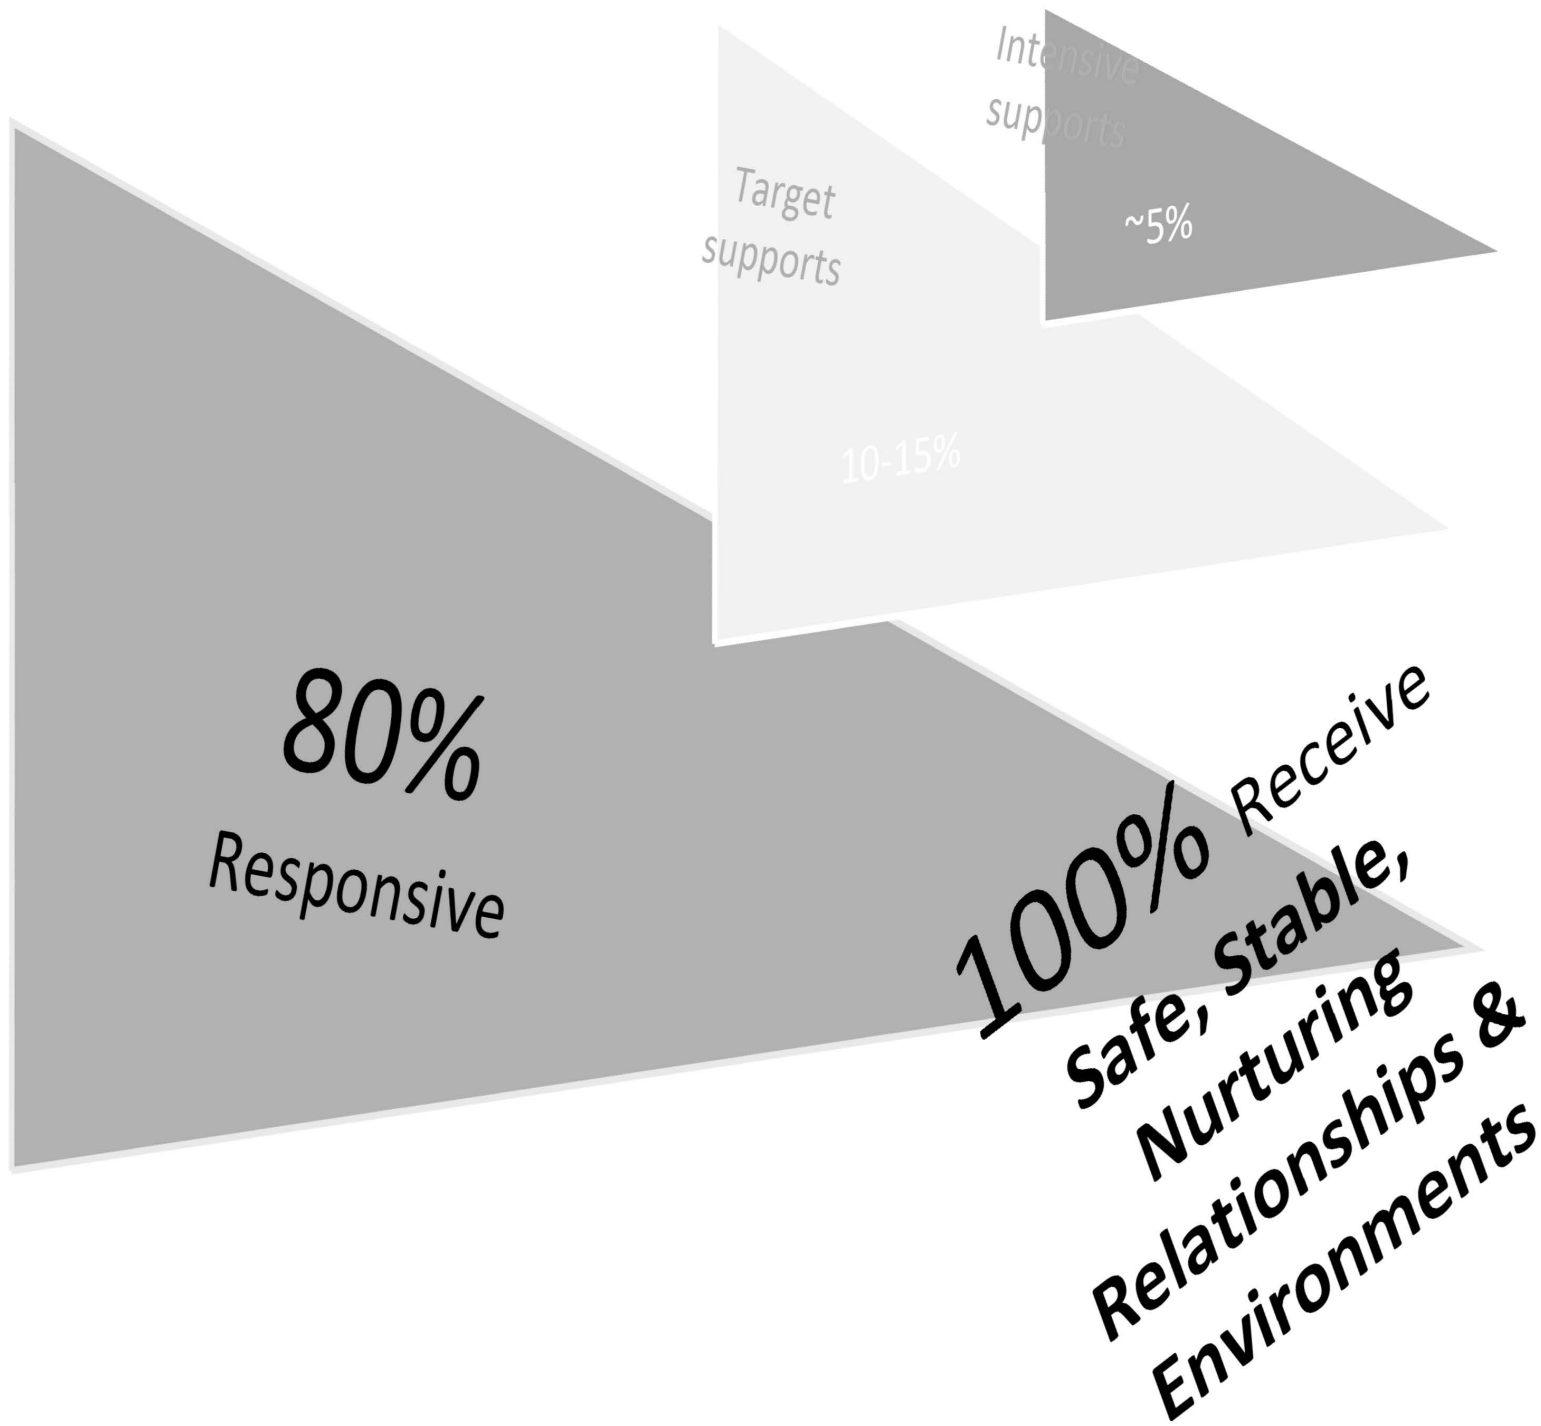 Intensive
supports
~5%
Target
supports
10-15%
80%
Responsive
100% Receive
Safe, Stable,
Nurturing
Relationships &
Environments